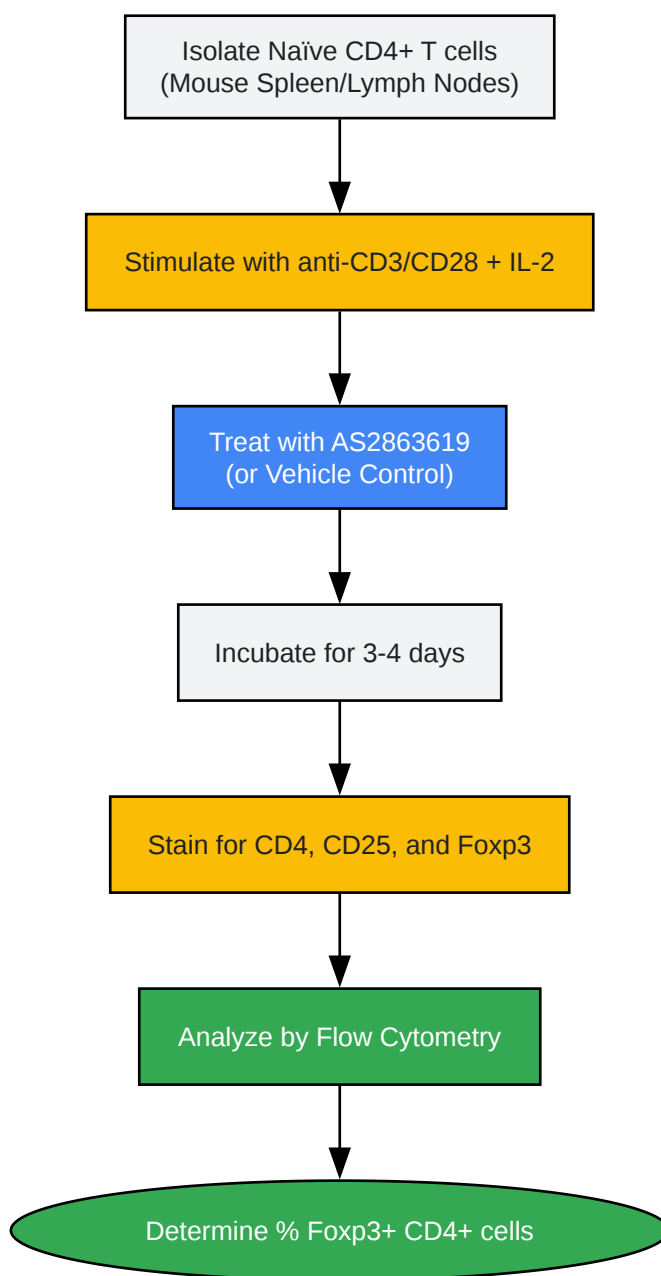 Isolate Naïve CD4+ T cells
(Mouse Spleen/Lymph Nodes)
Stimulate with anti-CD3/CD28 + IL-2
Treat with AS2863619
(or Vehicle Control)
Incubate for 3-4 days
Stain for CD4, CD25, and Foxp3
Analyze by Flow Cytometry
Determine % Foxp3+ CD4+ cells